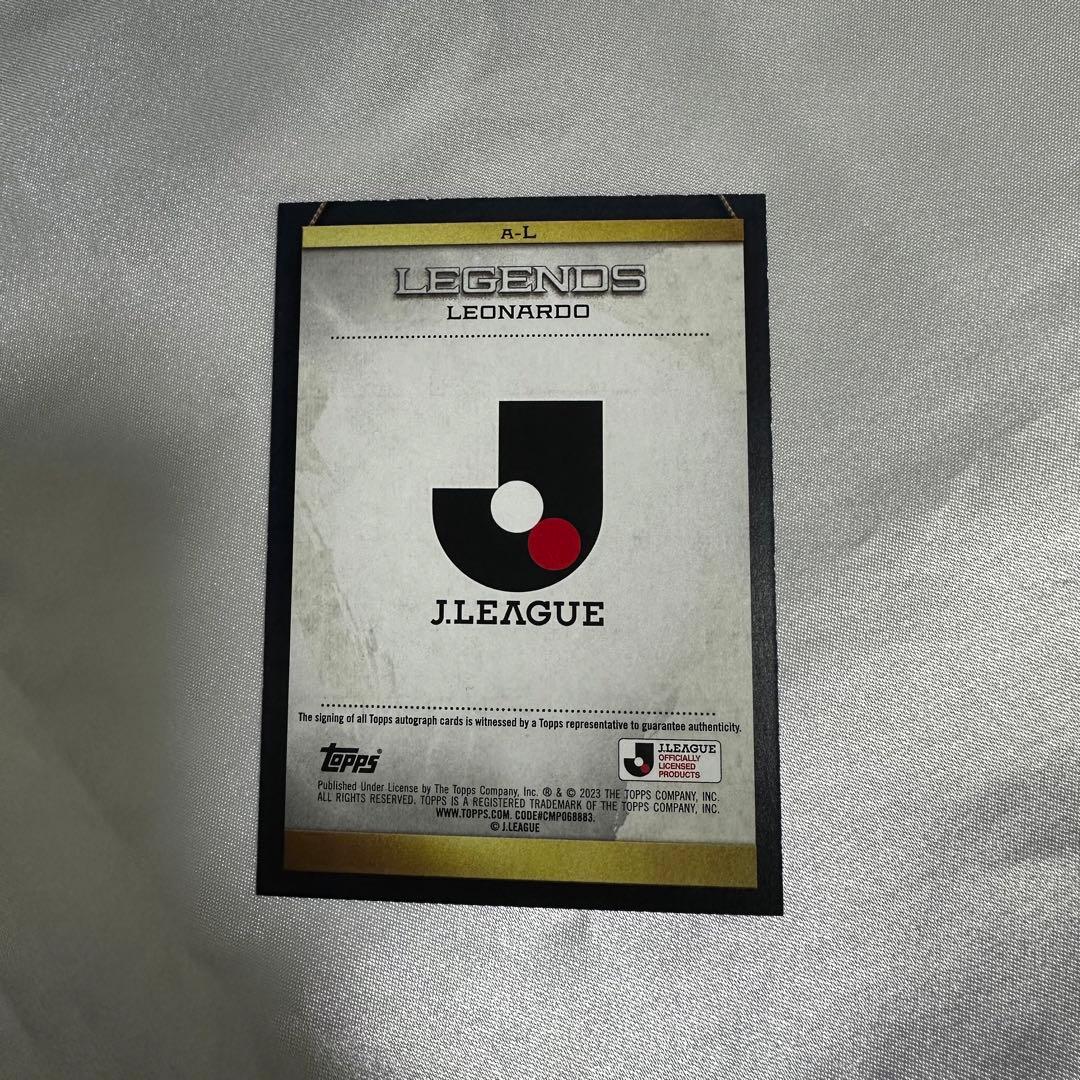 A-L
LEGENDS
LEONARDO
J.LEAGUE
The signing of all Topps autograph cards is witnessed by a Topps representative to guarantee authenticity.
topps®
J.LEAGUE
OFFICIALLY
LICENSED
PRODUCTS
Published Under License by The Topps Company, Inc. ® & © 2023 THE TOPPS COMPANY, INC.
ALL RIGHTS RESERVED. TOPPS IS A REGISTERED TRADEMARK OF THE TOPPS COMPANY, INC.
WWW.TOPPS.COM. CODE#CMP068883.
© J.LEAGUE